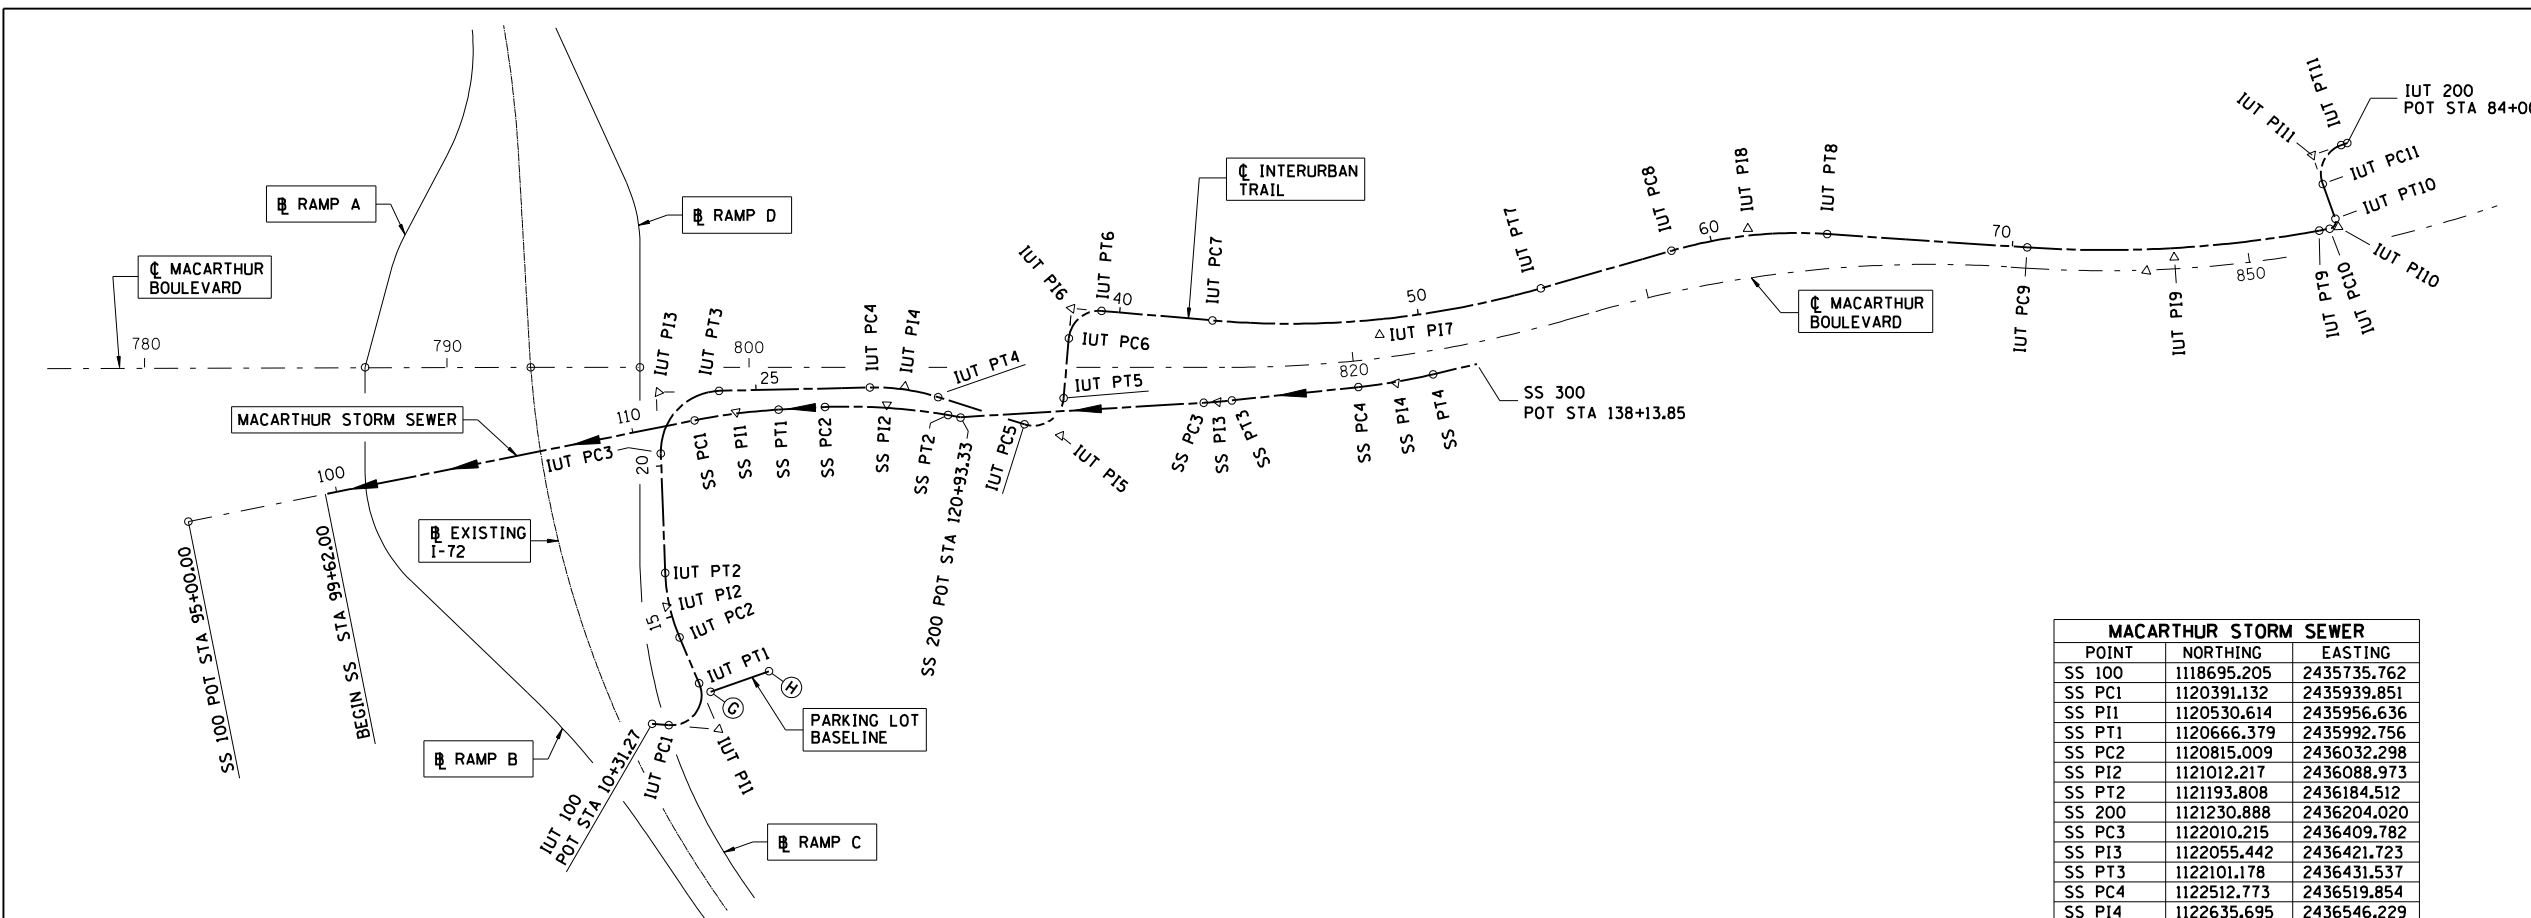 ℄ MACARTHUR
BOULEVARD
780
790
800
℄ RAMP A
℄ RAMP D
IUT PI3
IUT PT3
25
IUT PC4
IUT PI4
IUT PT4
IUT PI6
IUT PT6
40
IUT PC7
℄ INTERURBAN
TRAIL
IUT PC6
IUT PT5
820
IUT PI7
50
IUT PT7
IUT PC8
60
IUT PI8
IUT PT8
℄ MACARTHUR
BOULEVARD
70
IUT PC9
IUT PI9
850
IUT PT9
IUT PC10
IUT PI10
IUT PT10
IUT PC11
IUT PI11
IUT PT11
IUT 200
POT STA 84+00
MACARTHUR STORM SEWER
110
100
IUT PC3
20
SS PC1
SS PI1
SS PT1
SS PC2
SS PI2
SS PT2
SS 200 POT STA 120+93.33
IUT PC5
IUT PI5
SS PC3
SS PI3
SS PT3
SS PC4
SS PI4
SS PT4
SS 300
POT STA 138+13.85
SS 100 POT STA 95+00.00
BEGIN SS STA 99+62.00
℄ EXISTING
I-72
℄ RAMP B
IUT PT2
IUT PI2
15
IUT PC2
IUT PT1
G
H
PARKING LOT
BASELINE
IUT PI1
IUT PC1
IUT 100
POT STA 10+31.27
℄ RAMP C
MACARTHUR STORM SEWER
POINT NORTHING EASTING
SS 100 1118695.205 2435735.762
SS PC1 1120391.132 2435939.851
SS PI1 1120530.614 2435956.636
SS PT1 1120666.379 2435992.756
SS PC2 1120815.009 2436032.298
SS PI2 1121012.217 2436088.973
SS PT2 1121193.808 2436184.512
SS 200 1121230.888 2436204.020
SS PC3 1122010.215 2436409.782
SS PI3 1122055.442 2436421.723
SS PT3 1122101.178 2436431.537
SS PC4 1122512.773 2436519.854
SS PI4 1122635.695 2436546.229